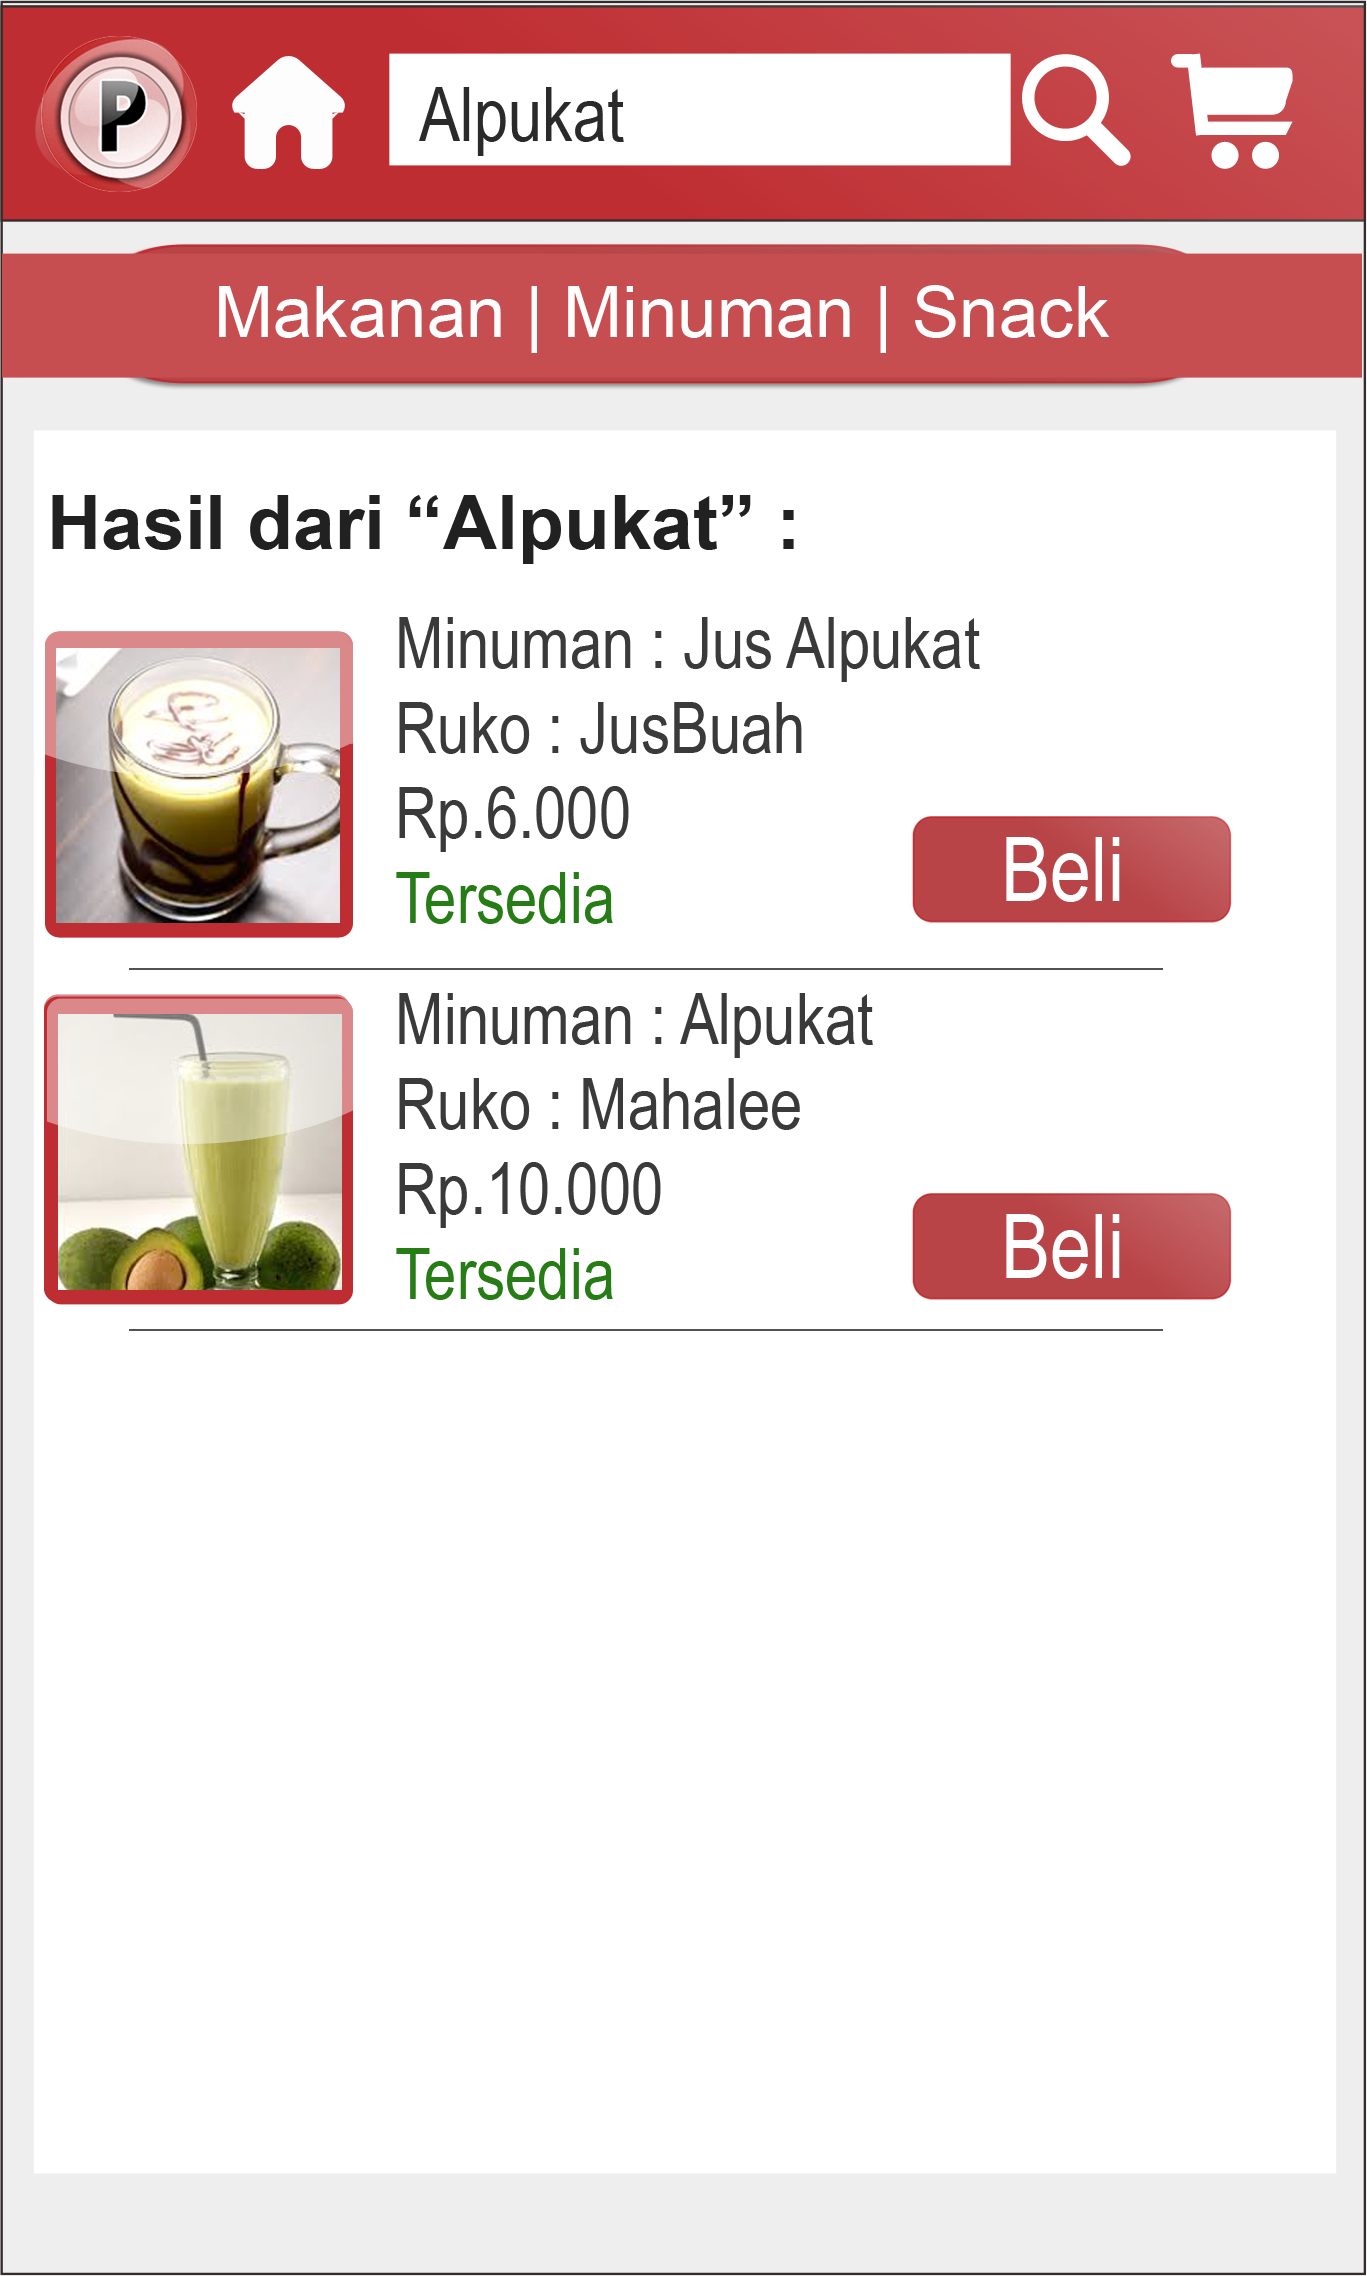 P
Alpukat
Makanan | Minuman | Snack
Hasil dari “Alpukat” :
Minuman : Jus Alpukat
Ruko : JusBuah
Rp.6.000
Tersedia
Beli
Minuman : Alpukat
Ruko : Mahalee
Rp.10.000
Tersedia
Beli